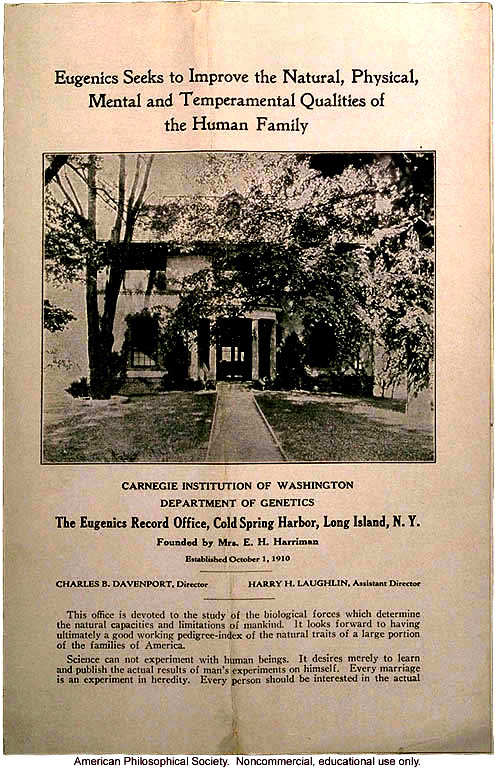 Eugenics Seeks to Improve the Natural, Physical,
Mental and Temperamental Qualities of
the Human Family
CARNEGIE INSTITUTION OF WASHINGTON
DEPARTMENT OF GENETICS
The Eugenics Record Office, Cold Spring Harbor, Long Island, N. Y.
Founded by Mrs. E. H. Harriman
Established October 1, 1910
CHARLES B. DAVENPORT, Director HARRY H. LAUGHLIN, Assistant Director
This office is devoted to the study of the biological forces which determine
the natural capacities and limitations of mankind. It looks forward to having
ultimately a good working pedigree-index of the natural traits of a large portion
of the families of America.
Science can not experiment with human beings. It desires merely to learn
and publish the actual results of man's experiments on himself. Every marriage
is an experiment in heredity. Every person should be interested in the actual
American Philosophical Society. Noncommercial, educational use only.